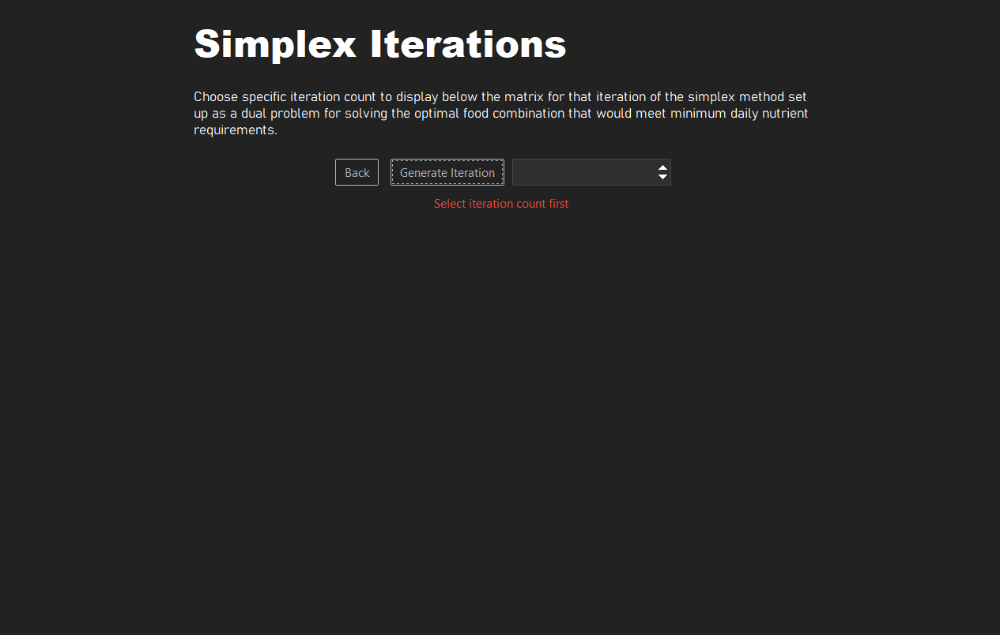 Simplex Iterations
Choose specific iteration count to display below the matrix for that iteration of the simplex method set
up as a dual problem for solving the optimal food combination that would meet minimum daily nutrient
requirements.
Back
Generate Iteration
Select iteration count first